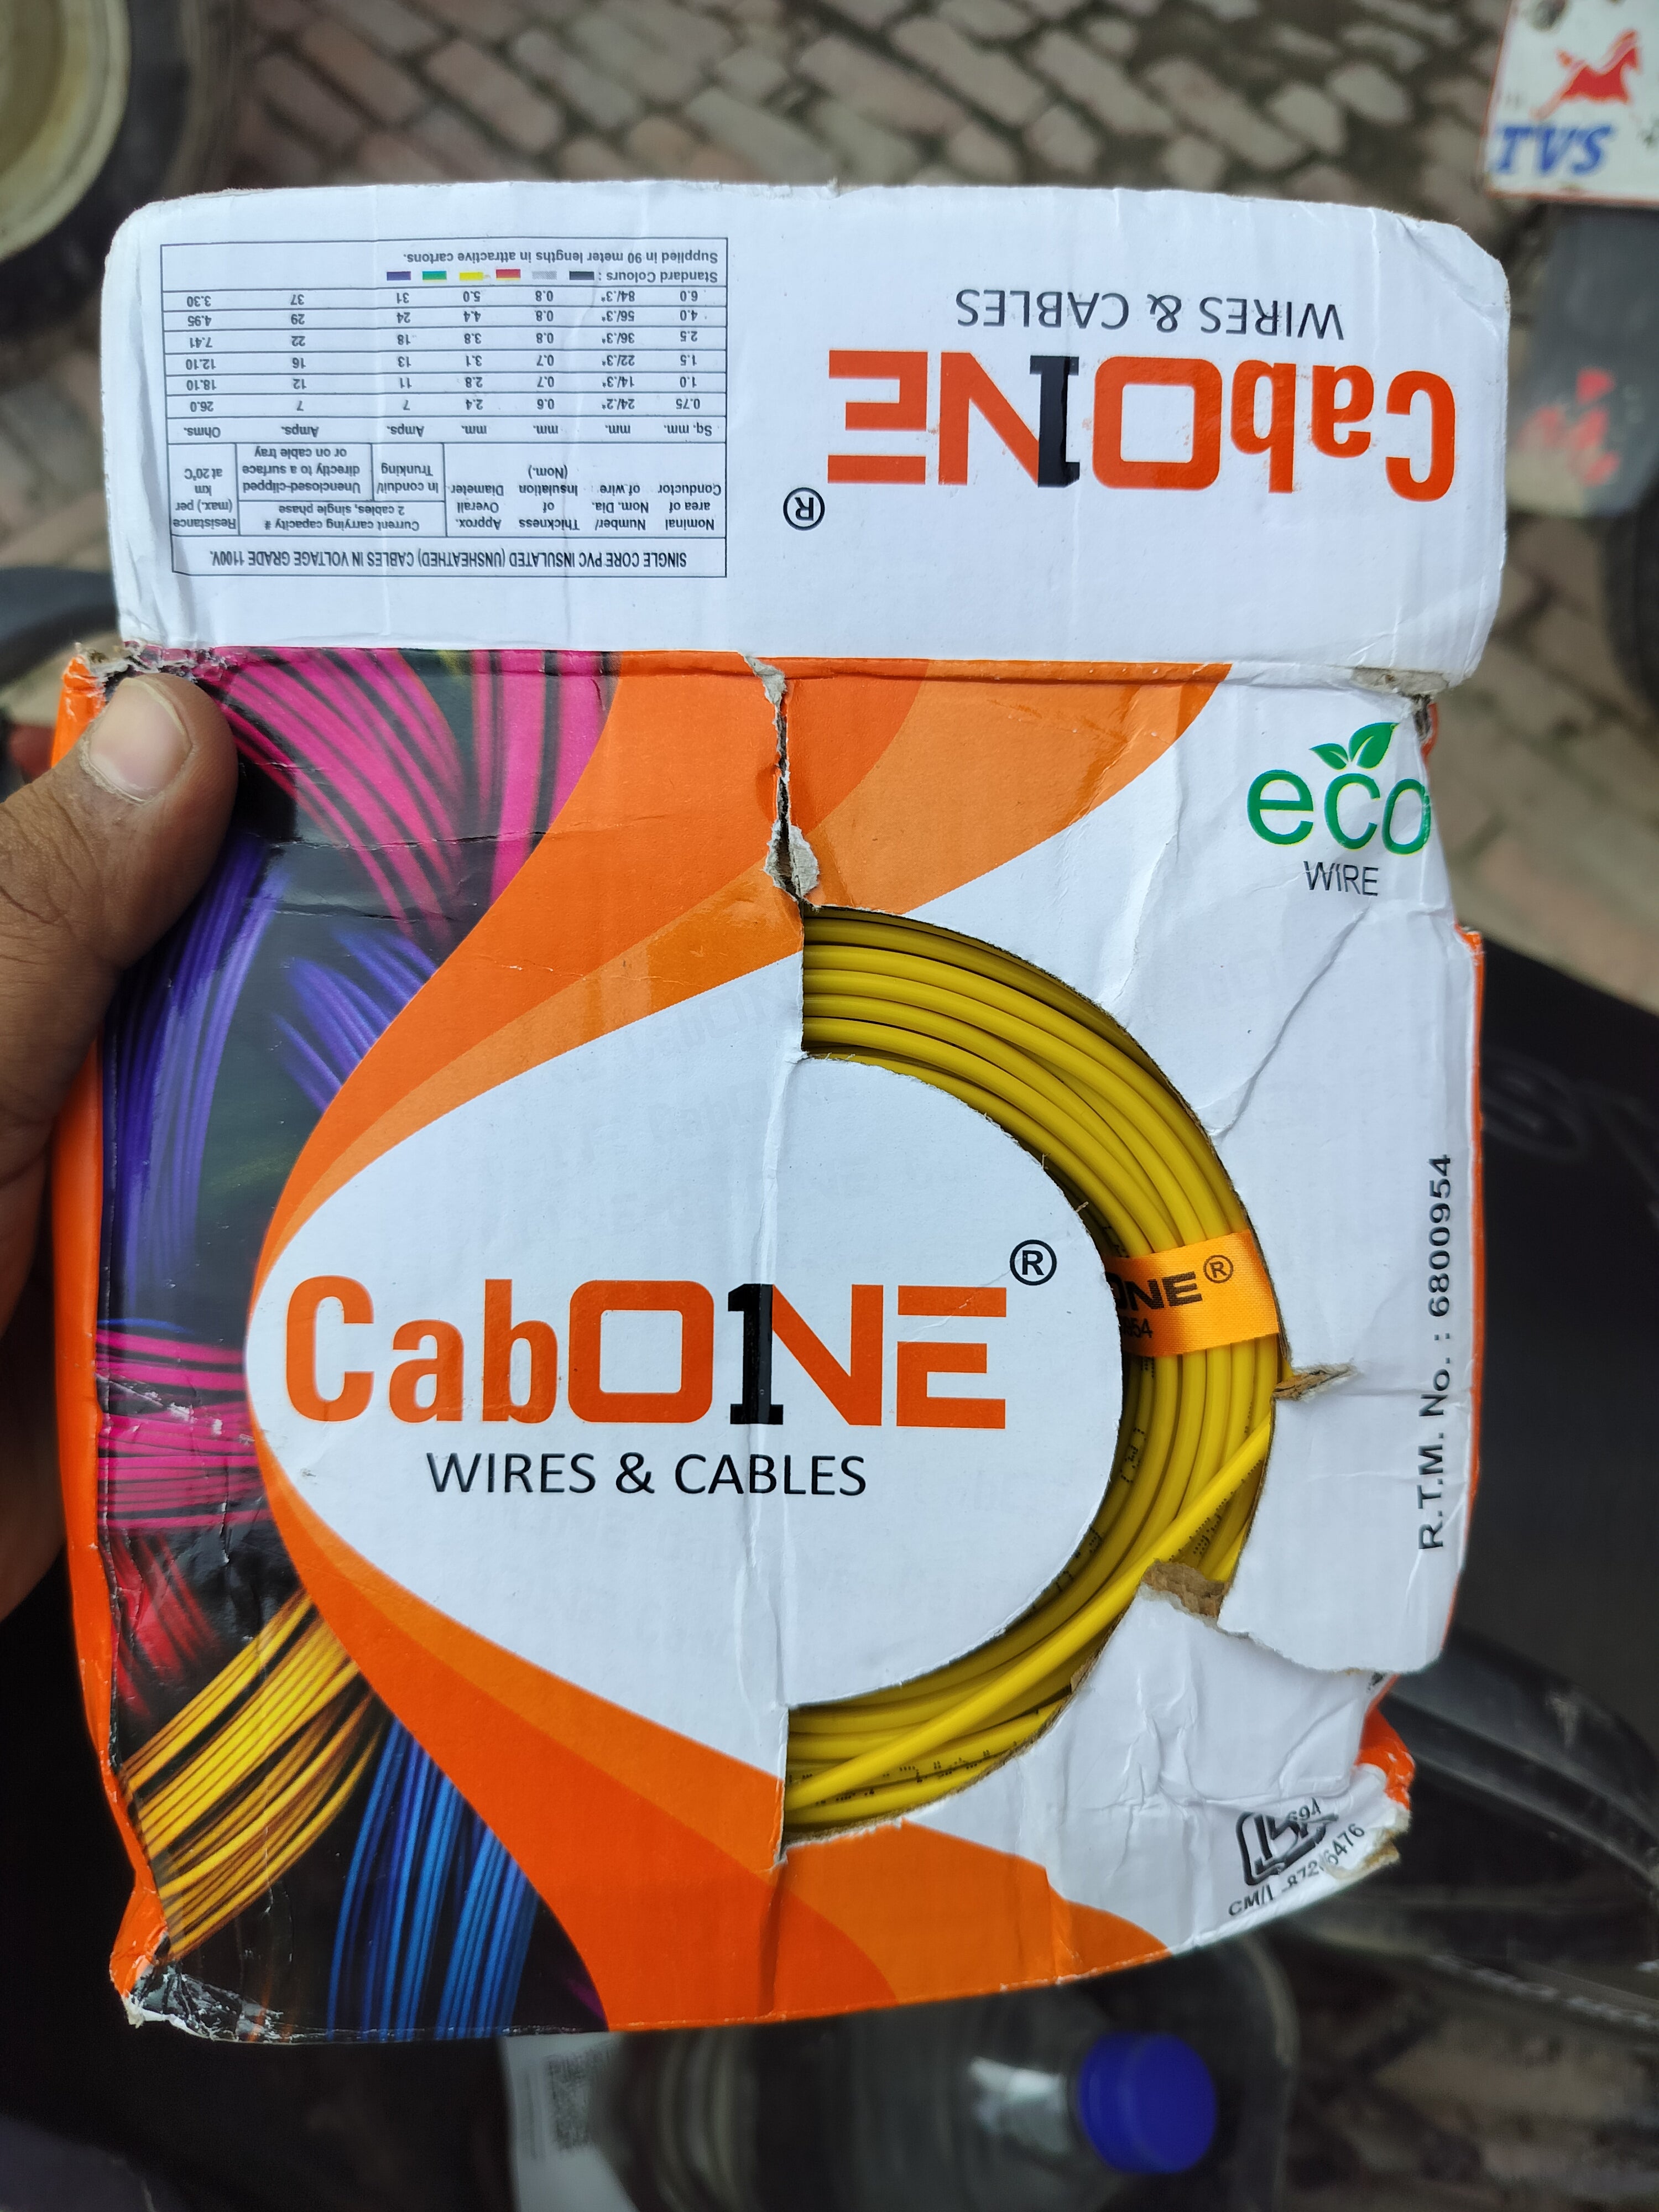 CabONE®
WIRES & CABLES
SINGLE CORE PVC INSULATED (UNSHEATHED) CABLES IN VOLTAGE GRADE 1100V.
Nominal area of Conductor | Number/ Nom. Dia. of wire | Thickness of Insulation (Nom.) | Approx. Overall Diameter | Current carrying capacity # 2 cables, single phase | Resistance (max.) per km at 20°C
In conduit/ Trunking | Unenclosed-clipped directly to a surface or on cable tray
Sq. mm. | mm. | mm. | mm. | Amps. | Amps. | Ohms.
0.75 | 24/.2* | 0.6 | 2.4 | 7 | 7 | 26.0
1.0 | 14/.3* | 0.7 | 2.8 | 11 | 12 | 18.10
1.5 | 22/.3* | 0.7 | 3.1 | 13 | 16 | 12.10
2.5 | 36/.3* | 0.8 | 3.8 | 18 | 22 | 7.41
4.0 | 56/.3* | 0.8 | 4.4 | 24 | 29 | 4.95
6.0 | 84/.3* | 0.8 | 5.0 | 31 | 37 | 3.30
Standard Colours :
Supplied in 90 meter lengths in attractive cartons.
TVS
eco
WIRE
CabO1NE®
WIRES & CABLES
ONE®
954
R.T.M. No. : 6800954
694
CM/L